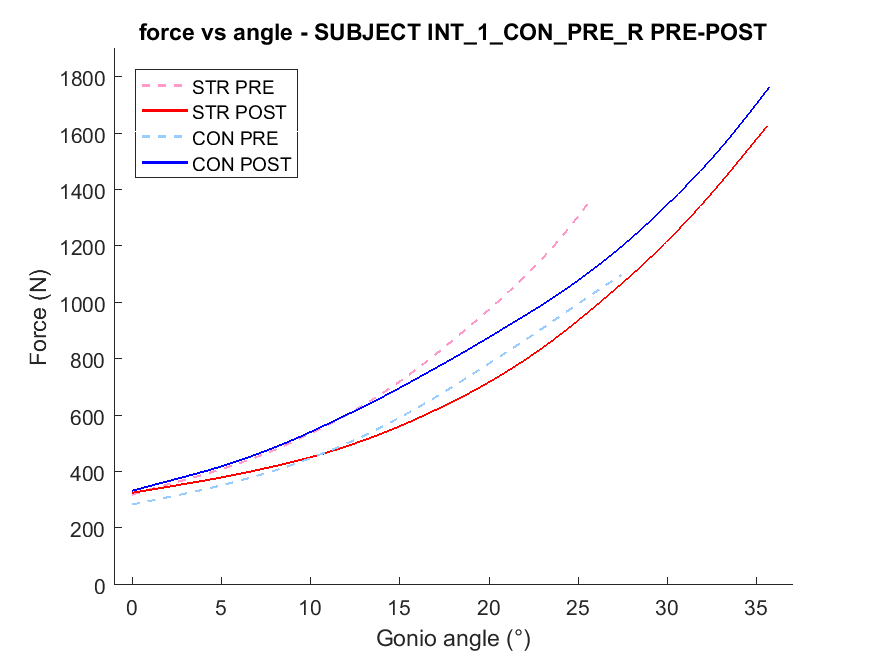 force vs angle - SUBJECT INT_1_CON_PRE_R PRE-POST
STR PRE
STR POST
CON PRE
CON POST
Force (N)
1800
1600
1400
1200
1000
800
600
400
200
0
0 5 10 15 20 25 30 35
Gonio angle (°)